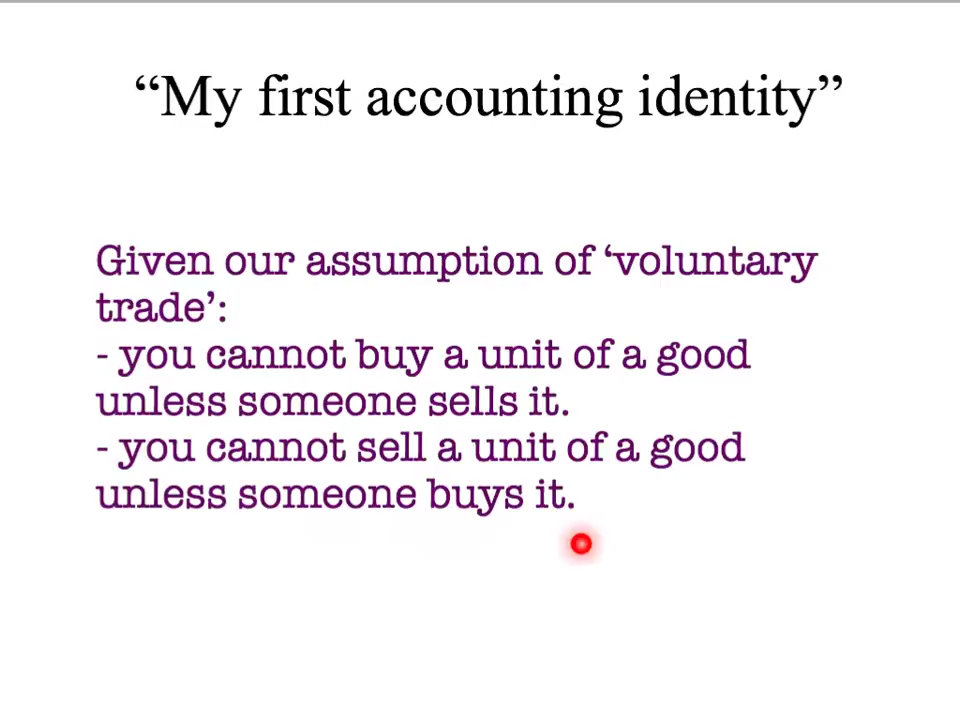 “My first accounting identity”
Given our assumption of ‘voluntary
trade’:
- you cannot buy a unit of a good
unless someone sells it.
- you cannot sell a unit of a good
unless someone buys it.